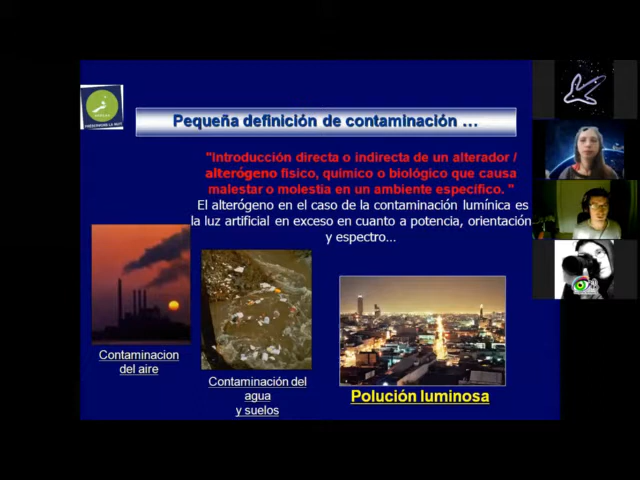 Pequeña definición de contaminación ...
"Introducción directa o indirecta de un alterador /
alterógeno físico, químico o biológico que causa
malestar o molestia en un ambiente específico. "
El alterógeno en el caso de la contaminación lumínica es
la luz artificial en exceso en cuanto a potencia, orientación
y espectro...
Contaminacion
del aire
Contaminación del
agua
y suelos
Polución luminosa